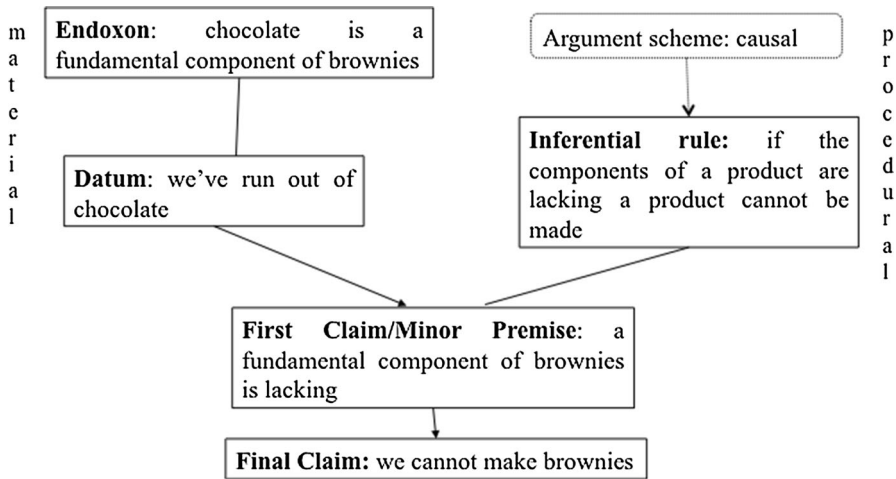 material
Endoxon: chocolate is a
fundamental component of brownies
Argument scheme: causal
procedural
Datum: we've run out of
chocolate
Inferential rule: if the
components of a product are
lacking a product cannot be
made
First Claim/Minor Premise: a
fundamental component of brownies
is lacking
Final Claim: we cannot make brownies